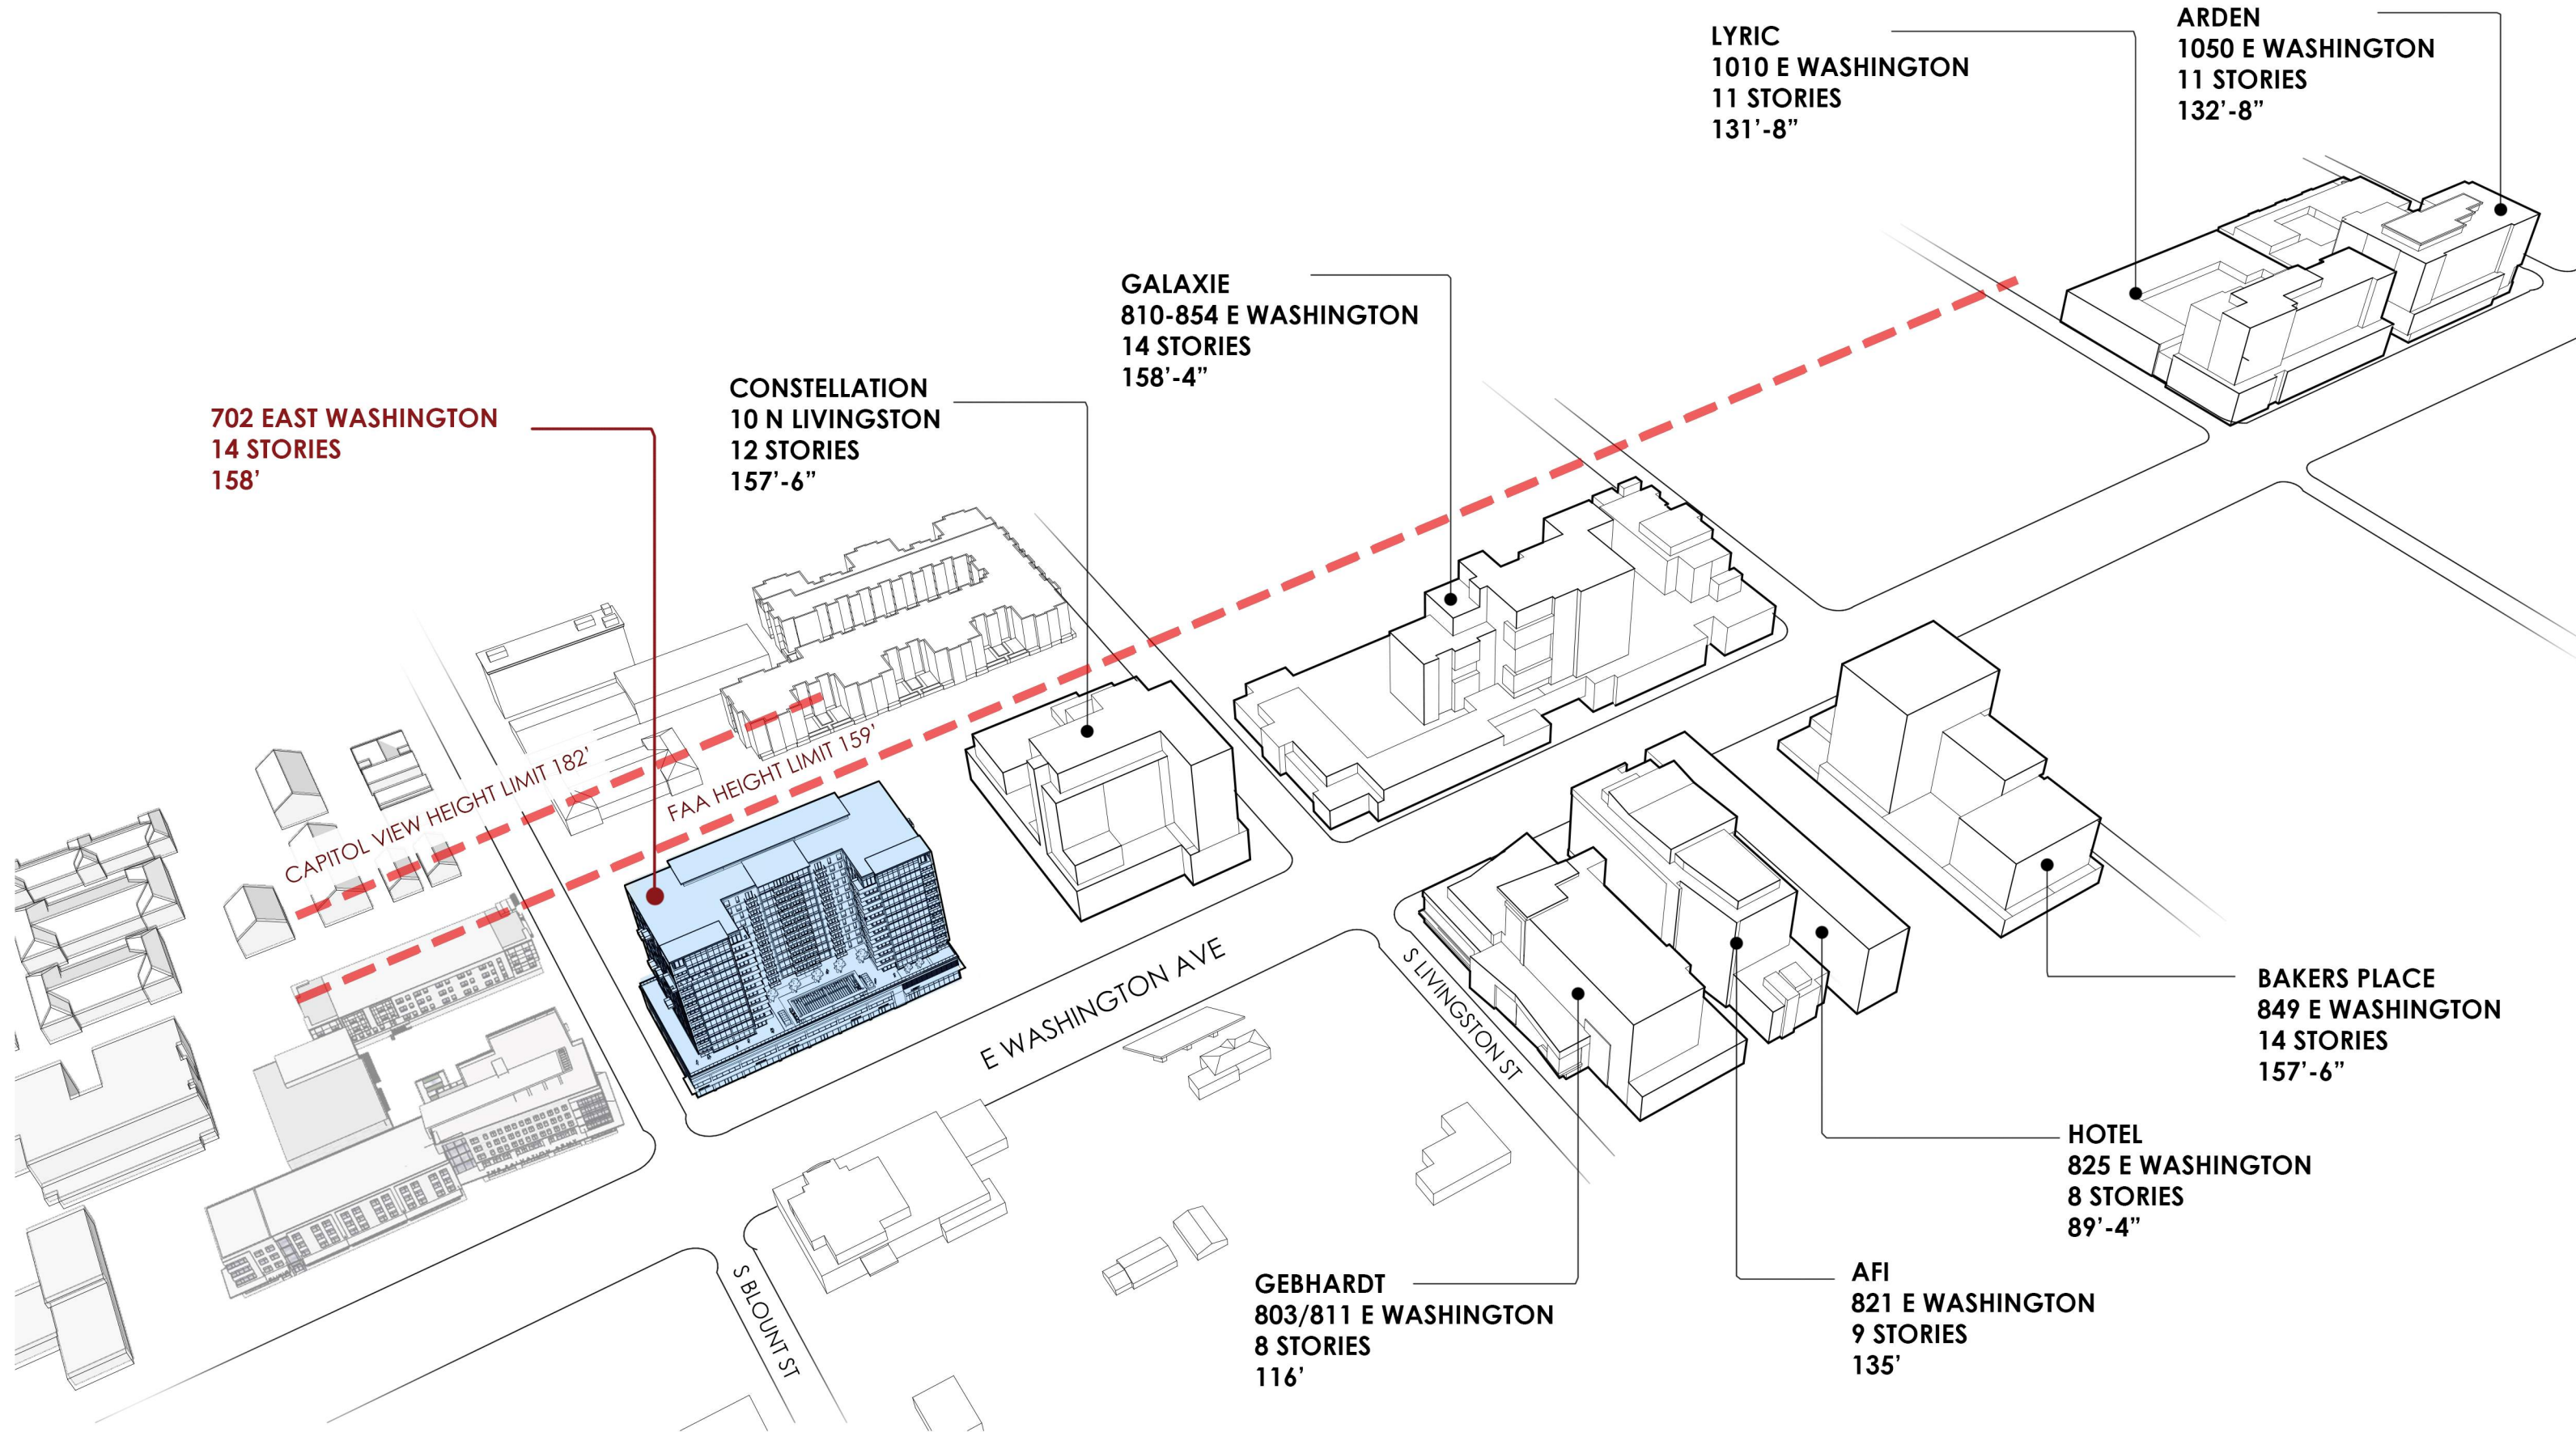 LYRIC
1010 E WASHINGTON
11 STORIES
131’-8”
ARDEN
1050 E WASHINGTON
11 STORIES
132’-8”
GALAXIE
810-854 E WASHINGTON
14 STORIES
158’-4”
CONSTELLATION
10 N LIVINGSTON
12 STORIES
157’-6”
702 EAST WASHINGTON
14 STORIES
158’
CAPITOL VIEW HEIGHT LIMIT 182’
FAA HEIGHT LIMIT 159’
E WASHINGTON AVE
S LIVINGSTON ST
S BLOUNT ST
BAKERS PLACE
849 E WASHINGTON
14 STORIES
157’-6”
HOTEL
825 E WASHINGTON
8 STORIES
89’-4”
AFI
821 E WASHINGTON
9 STORIES
135’
GEBHARDT
803/811 E WASHINGTON
8 STORIES
116’